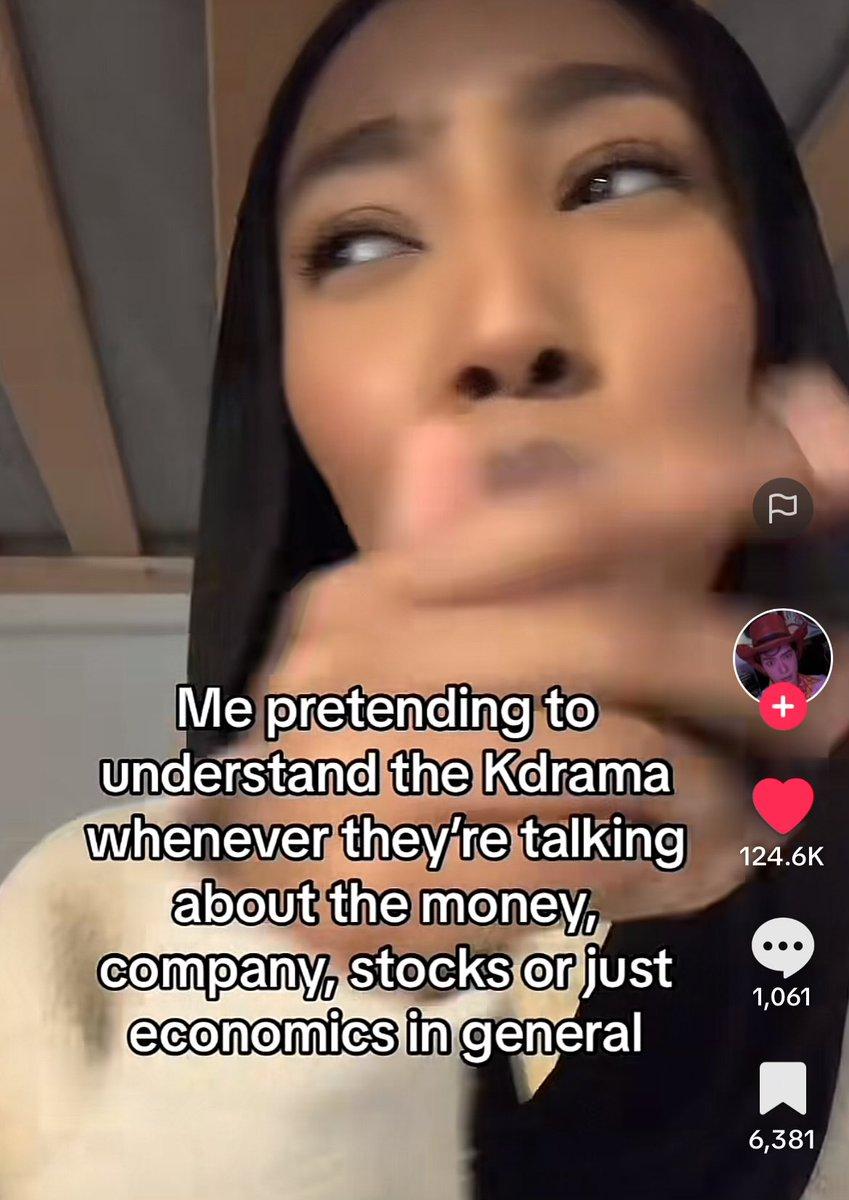 Me pretending to
understand the Kdrama
whenever they're talking
about the money,
company, stocks or just
economics in general
124.6K
1,061
6,381